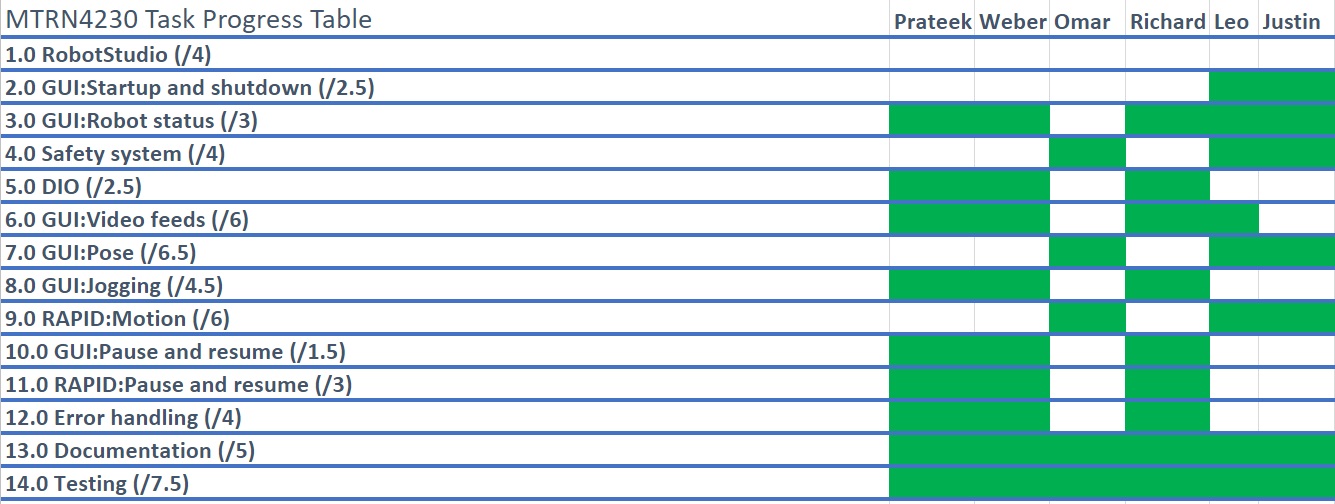 MTRN4230 Task Progress Table Prateek Weber Omar Richard Leo Justin
1.0 RobotStudio (/4)
2.0 GUI:Startup and shutdown (/2.5)
3.0 GUI:Robot status (/3)
4.0 Safety system (/4)
5.0 DIO (/2.5)
6.0 GUI:Video feeds (/6)
7.0 GUI:Pose (/6.5)
8.0 GUI:Jogging (/4.5)
9.0 RAPID:Motion (/6)
10.0 GUI:Pause and resume (/1.5)
11.0 RAPID:Pause and resume (/3)
12.0 Error handling (/4)
13.0 Documentation (/5)
14.0 Testing (/7.5)